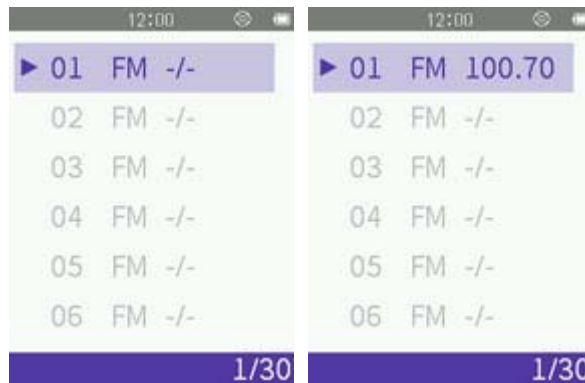 12:00
▶ 01 FM -/-
02 FM -/-
03 FM -/-
04 FM -/-
05 FM -/-
06 FM -/-
1/30
12:00
▶ 01 FM 100.70
02 FM -/-
03 FM -/-
04 FM -/-
05 FM -/-
06 FM -/-
1/30